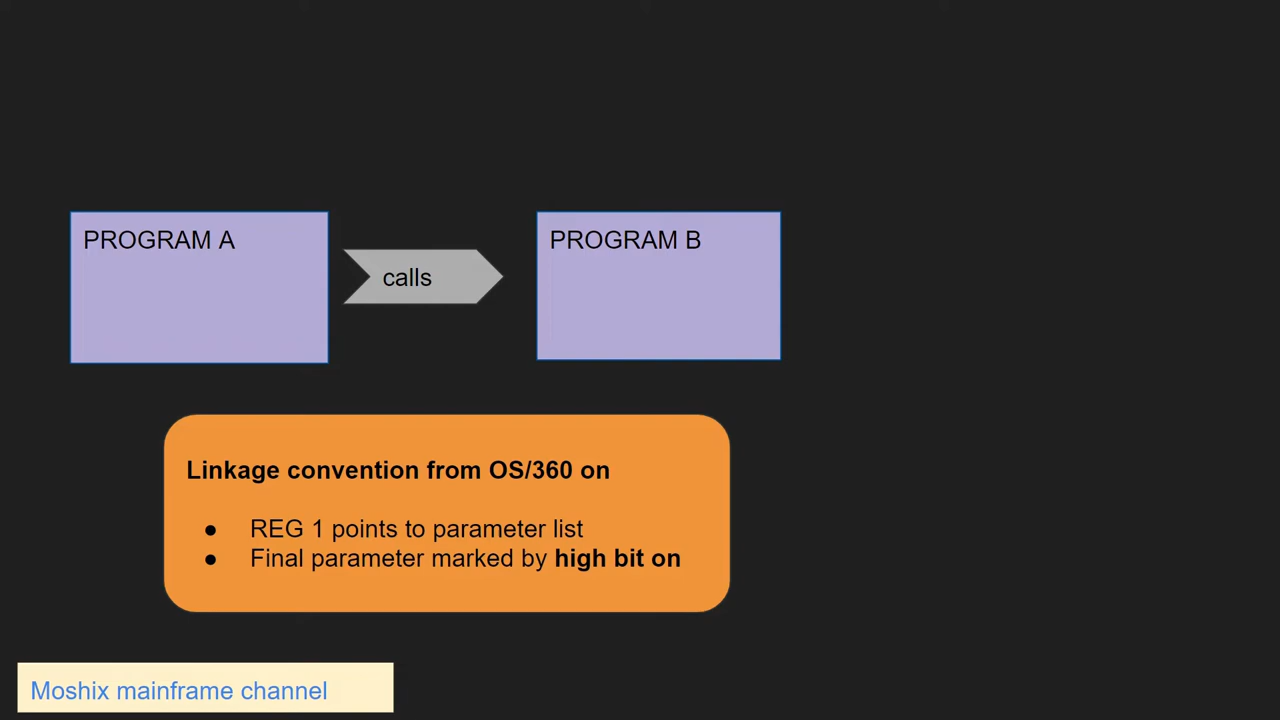 PROGRAM A
calls
PROGRAM B
Linkage convention from OS/360 on
● REG 1 points to parameter list
● Final parameter marked by high bit on
Moshix mainframe channel